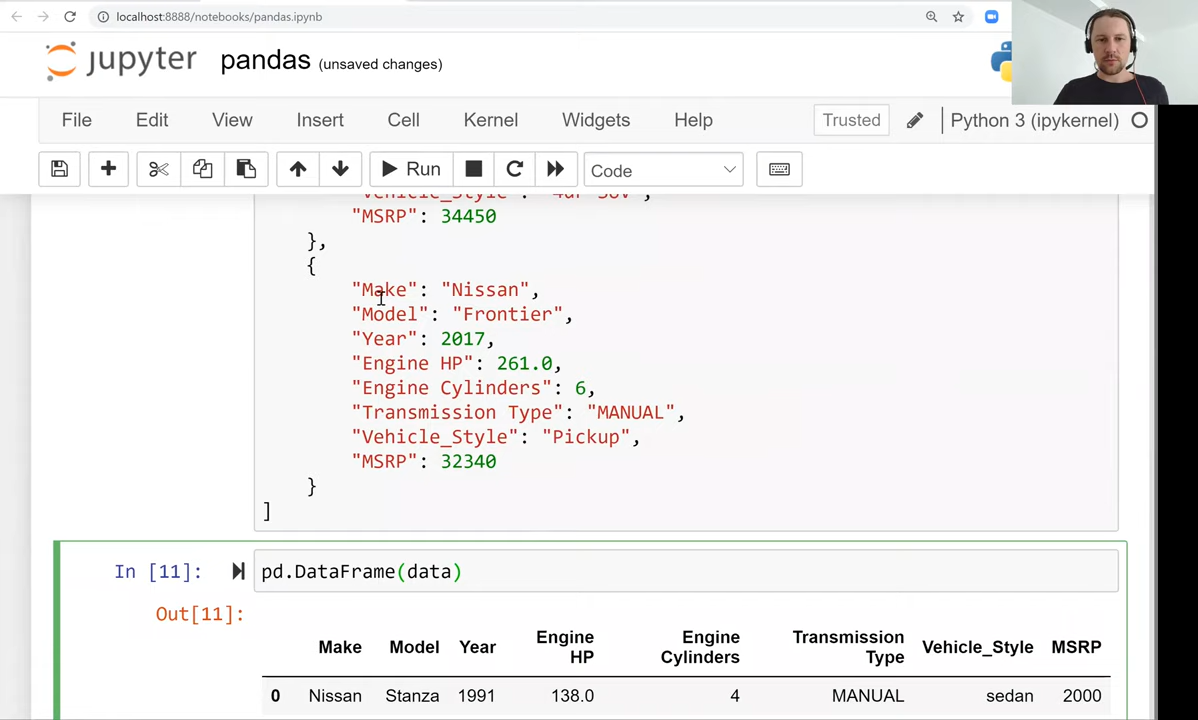 localhost:8888/notebooks/pandas.ipynb
jupyter pandas (unsaved changes)
File Edit View Insert Cell Kernel Widgets Help Trusted Python 3 (ipykernel)
Run Code
"Vehicle_Style": "4dr SUV",
"MSRP": 34450
},
{
"Make": "Nissan",
"Model": "Frontier",
"Year": 2017,
"Engine HP": 261.0,
"Engine Cylinders": 6,
"Transmission Type": "MANUAL",
"Vehicle_Style": "Pickup",
"MSRP": 32340
}
]
In [11]: pd.DataFrame(data)
Out[11]:
Make Model Year Engine HP Engine Cylinders Transmission Type Vehicle_Style MSRP
0 Nissan Stanza 1991 138.0 4 MANUAL sedan 2000